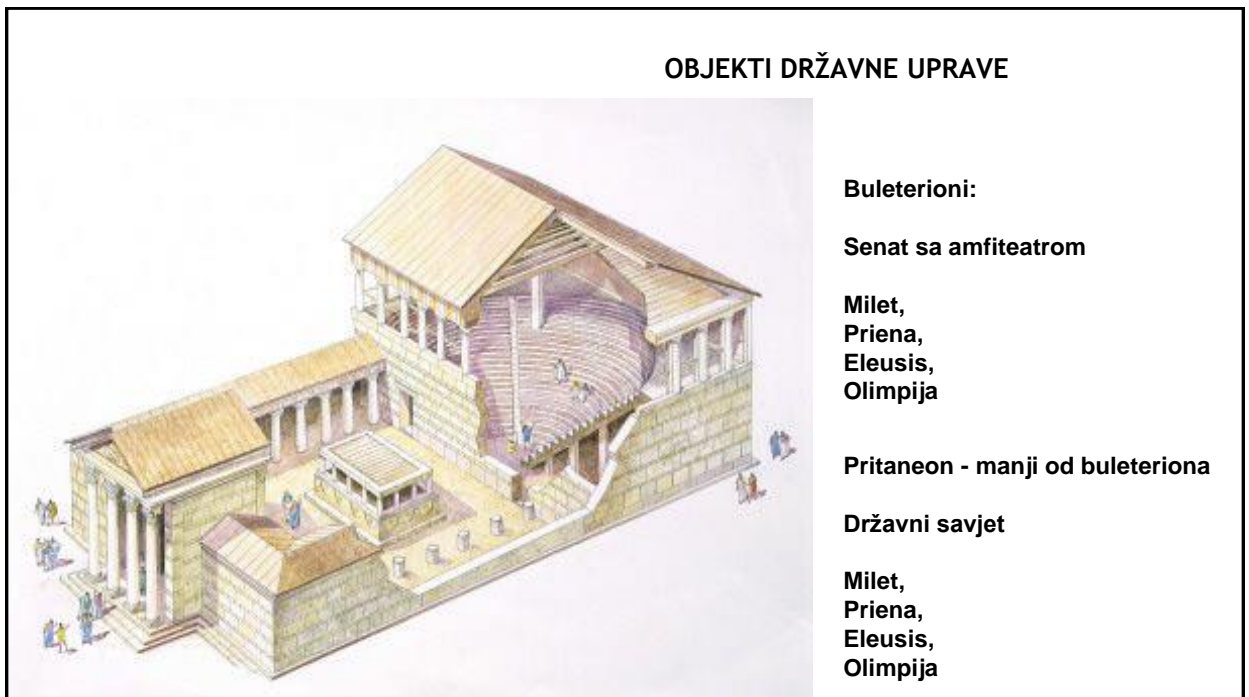 OBJEKTI DRŽAVNE UPRAVE
Buleterioni:
Senat sa amfiteatrom
Milet,
Priena,
Eleusis,
Olimpija
Pritaneon - manji od buleteriona
Državni savjet
Milet,
Priena,
Eleusis,
Olimpija